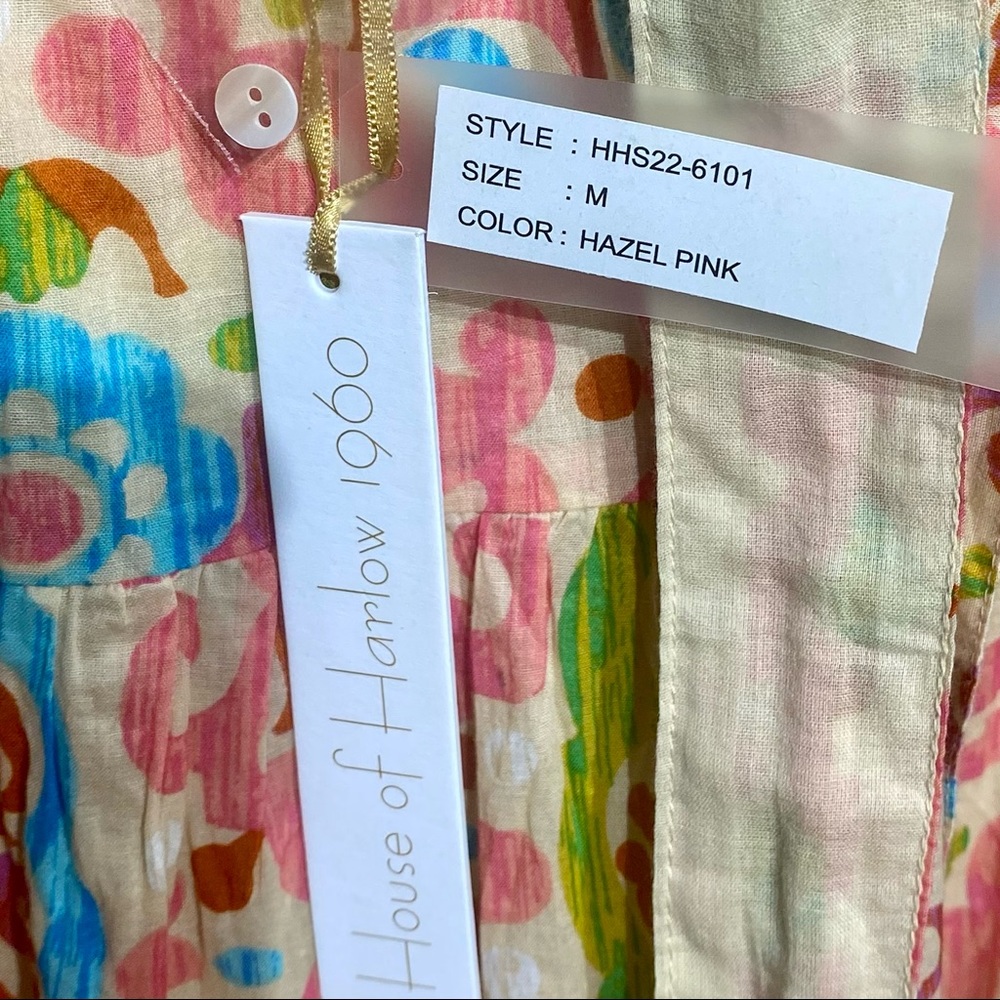 STYLE : HHS22-6101
SIZE : M
COLOR : HAZEL PINK
House of Harlow 1960